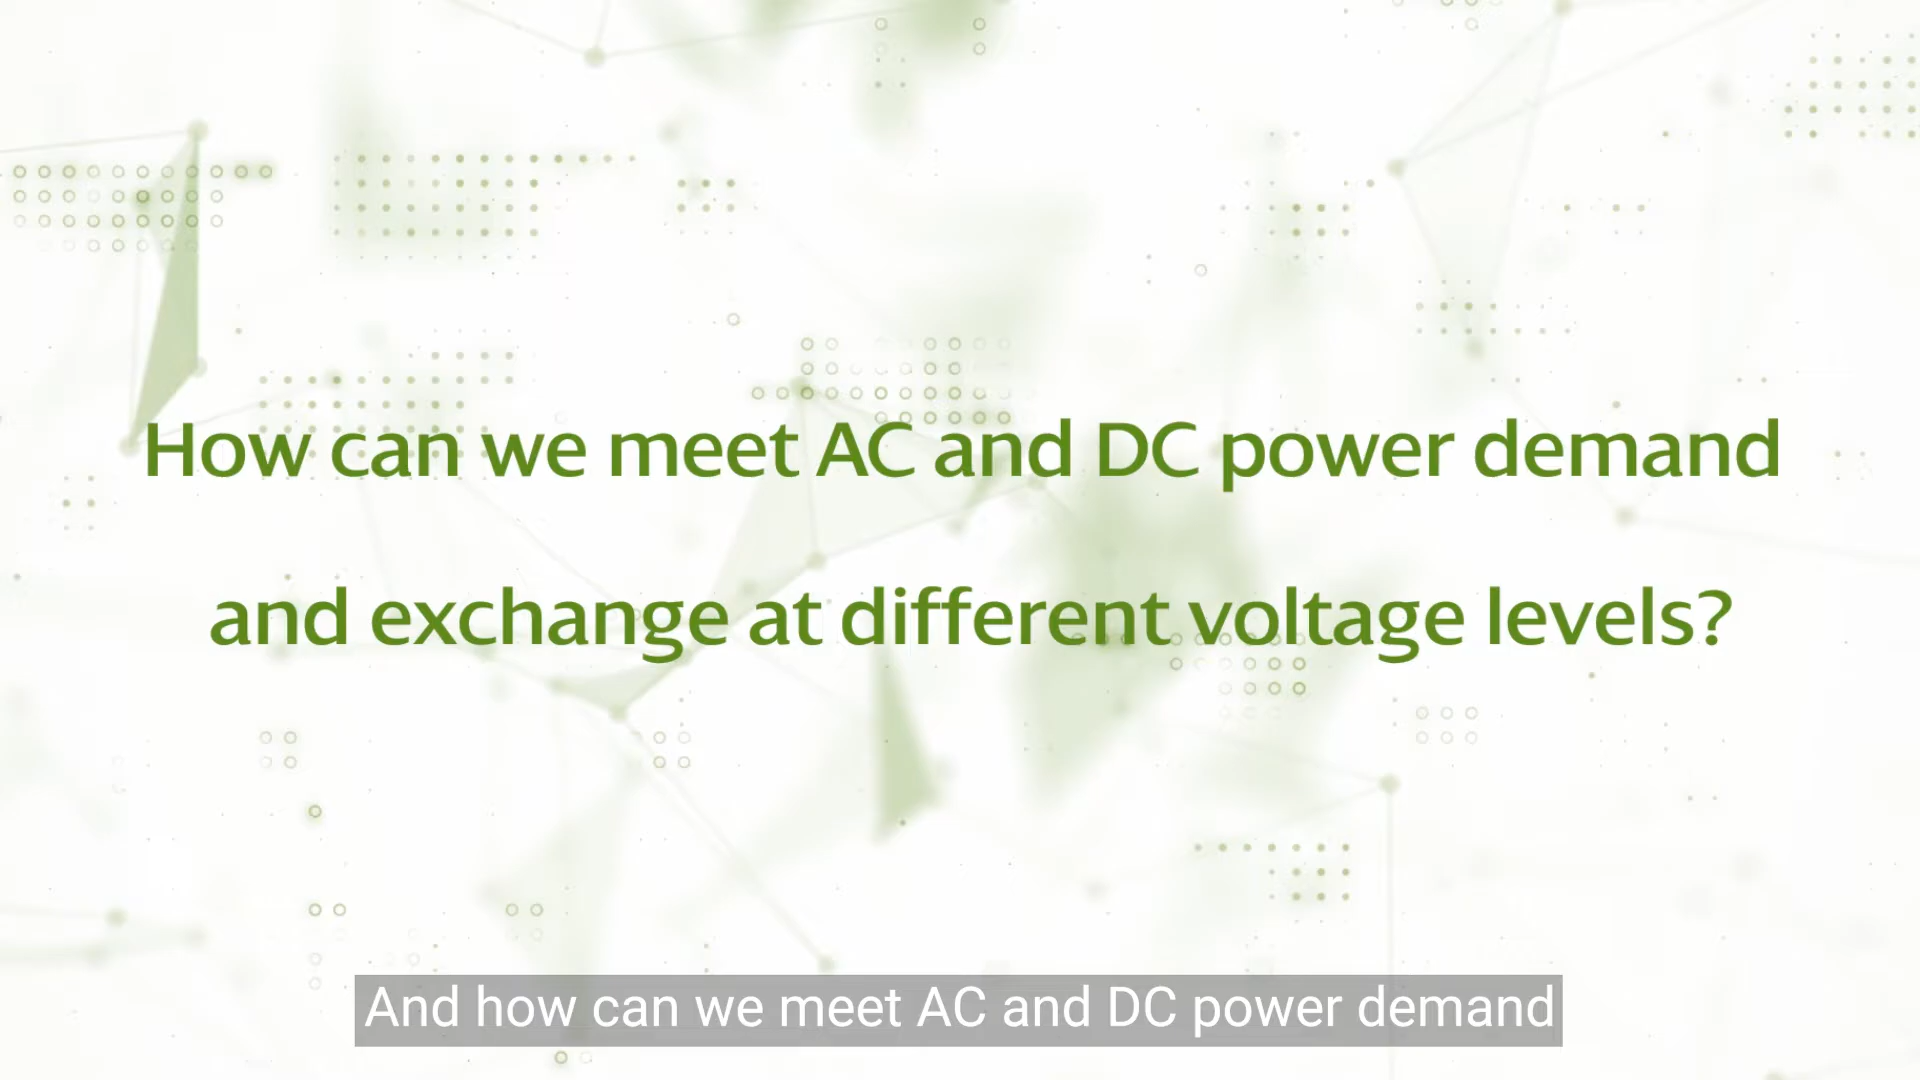 How can we meet AC and DC power demand
and exchange at different voltage levels?
And how can we meet AC and DC power demand